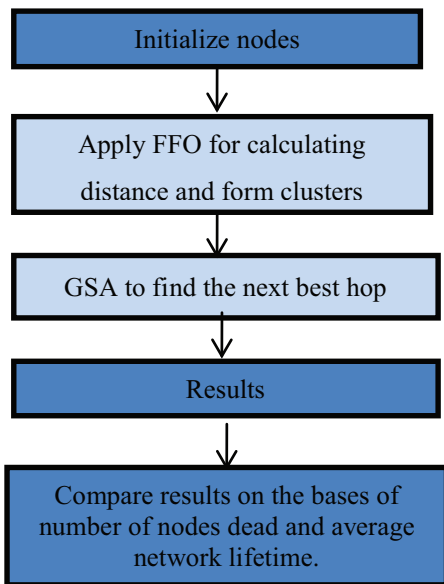 Initialize nodes
Apply FFO for calculating
distance and form clusters
GSA to find the next best hop
Results
Compare results on the bases of
number of nodes dead and average
network lifetime.